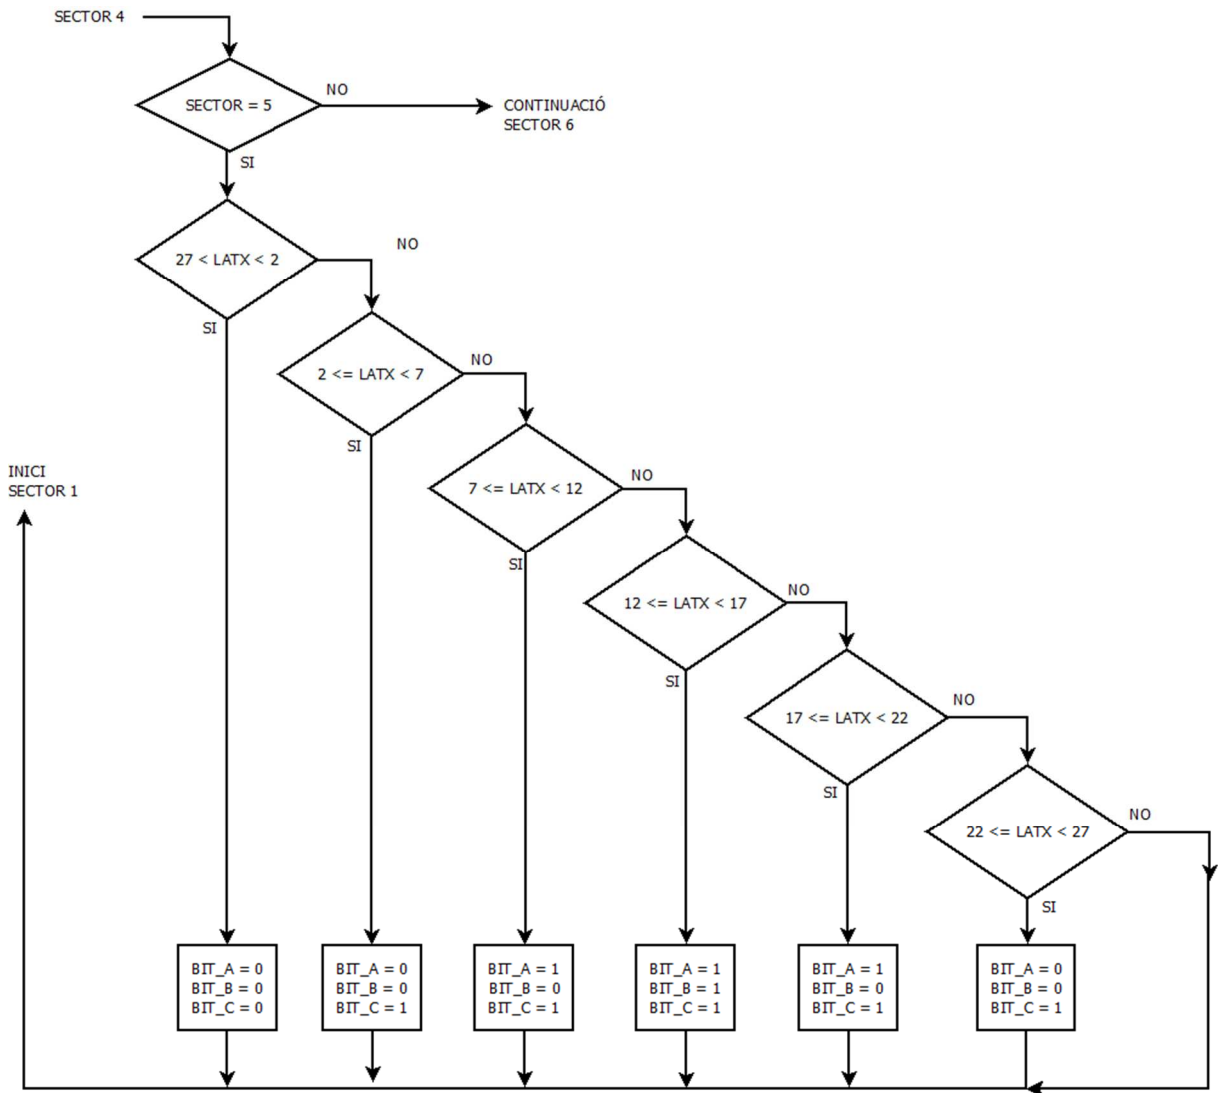 SECTOR 4
SECTOR = 5
NO
CONTINUACIÓ
SECTOR 6
SI
27 < LATX < 2
NO
SI
2 <= LATX < 7
NO
SI
7 <= LATX < 12
NO
SI
INICI
SECTOR 1
12 <= LATX < 17
NO
SI
17 <= LATX < 22
NO
SI
22 <= LATX < 27
NO
SI
BIT_A = 0
BIT_B = 0
BIT_C = 0
BIT_A = 0
BIT_B = 0
BIT_C = 1
BIT_A = 1
BIT_B = 0
BIT_C = 1
BIT_A = 1
BIT_B = 1
BIT_C = 1
BIT_A = 1
BIT_B = 0
BIT_C = 1
BIT_A = 0
BIT_B = 0
BIT_C = 1